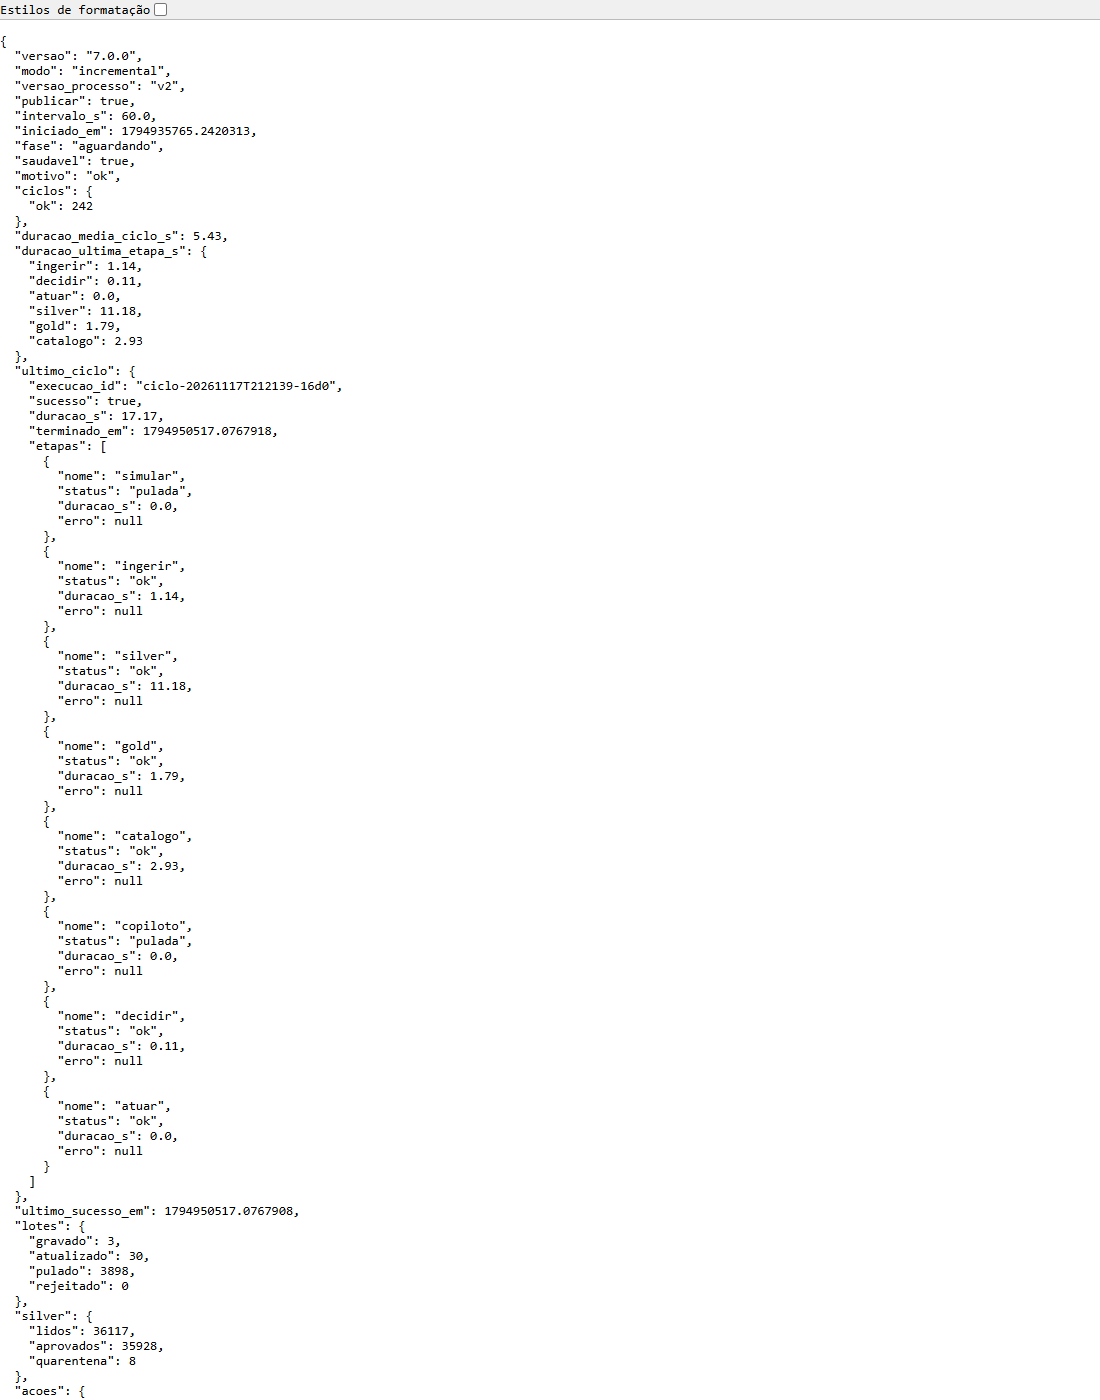 Estilos de formatação
{
  "versao": "7.0.0",
  "modo": "incremental",
  "versao_processo": "v2",
  "publicar": true,
  "intervalo_s": 60.0,
  "iniciado_em": 1794935765.2420313,
  "fase": "aguardando",
  "saudavel": true,
  "motivo": "ok",
  "ciclos": {
    "ok": 242
  },
  "duracao_media_ciclo_s": 5.43,
  "duracao_ultima_etapa_s": {
    "ingerir": 1.14,
    "decidir": 0.11,
    "atuar": 0.0,
    "silver": 11.18,
    "gold": 1.79,
    "catalogo": 2.93
  },
  "ultimo_ciclo": {
    "execucao_id": "ciclo-20261117T212139-16d0",
    "sucesso": true,
    "duracao_s": 17.17,
    "terminado_em": 1794950517.0767918,
    "etapas": [
      {
        "nome": "simular",
        "status": "pulada",
        "duracao_s": 0.0,
        "erro": null
      },
      {
        "nome": "ingerir",
        "status": "ok",
        "duracao_s": 1.14,
        "erro": null
      },
      {
        "nome": "silver",
        "status": "ok",
        "duracao_s": 11.18,
        "erro": null
      },
      {
        "nome": "gold",
        "status": "ok",
        "duracao_s": 1.79,
        "erro": null
      },
      {
        "nome": "catalogo",
        "status": "ok",
        "duracao_s": 2.93,
        "erro": null
      },
      {
        "nome": "copiloto",
        "status": "pulada",
        "duracao_s": 0.0,
        "erro": null
      },
      {
        "nome": "decidir",
        "status": "ok",
        "duracao_s": 0.11,
        "erro": null
      },
      {
        "nome": "atuar",
        "status": "ok",
        "duracao_s": 0.0,
        "erro": null
      }
    ]
  },
  "ultimo_sucesso_em": 1794950517.0767908,
  "lotes": {
    "gravado": 3,
    "atualizado": 30,
    "pulado": 3898,
    "rejeitado": 0
  },
  "silver": {
    "lidos": 36117,
    "aprovados": 35928,
    "quarentena": 8
  },
  "acoes": {